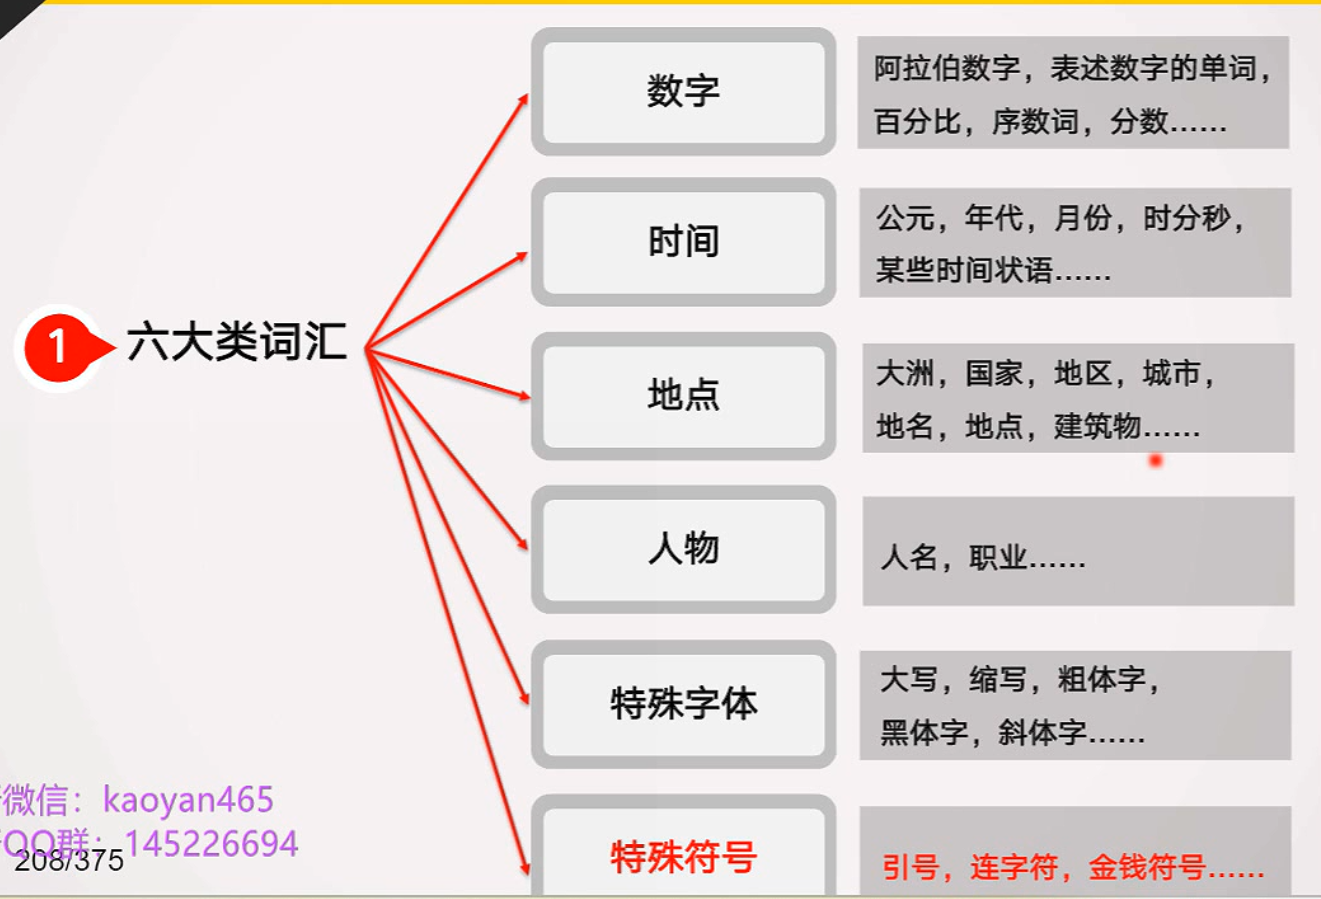 数字
阿拉伯数字，表述数字的单词，
百分比，序数词，分数……
时间
公元，年代，月份，时分秒，
某些时间状语……
1
六大类词汇
地点
大洲，国家，地区，城市，
地名，地点，建筑物……
人物
人名，职业……
特殊字体
大写，缩写，粗体字，
黑体字，斜体字……
特殊符号
引号，连字符，金钱符号……
微信：kaoyan465
QQ群：145226694
208/375